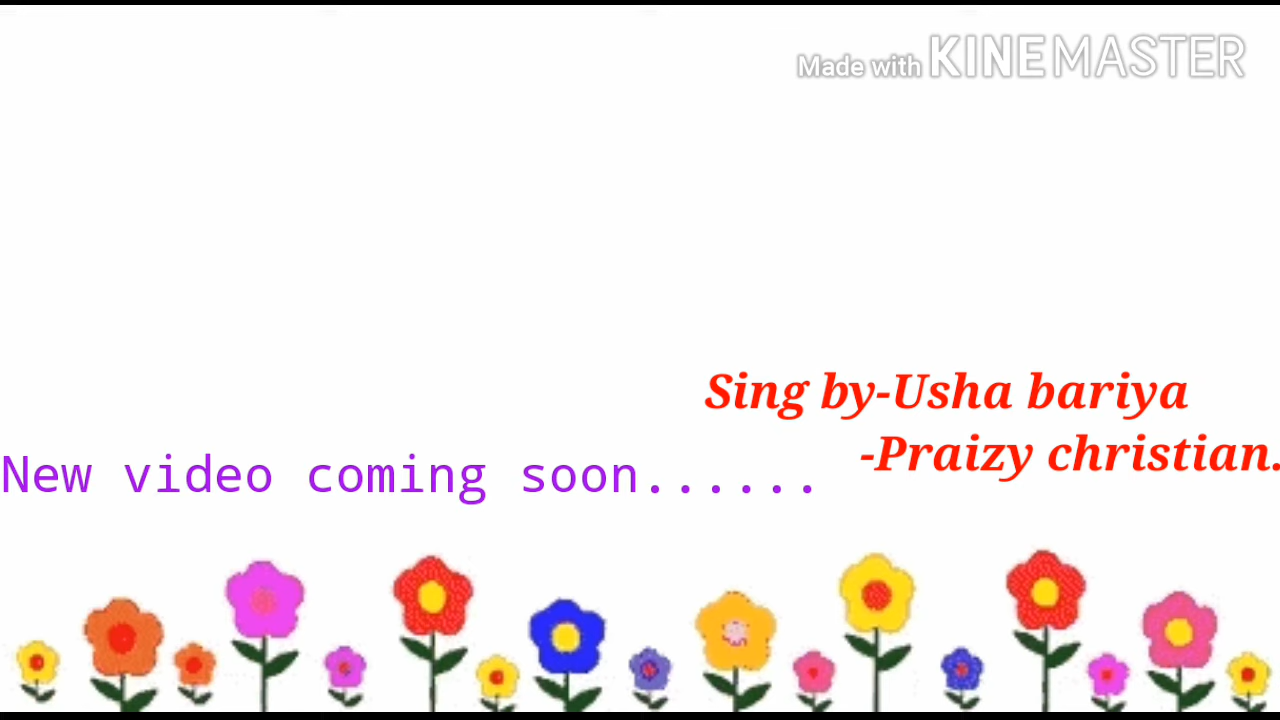 Made with KINEMASTER
Sing by-Usha bariya
-Praizy christian.
New video coming soon......